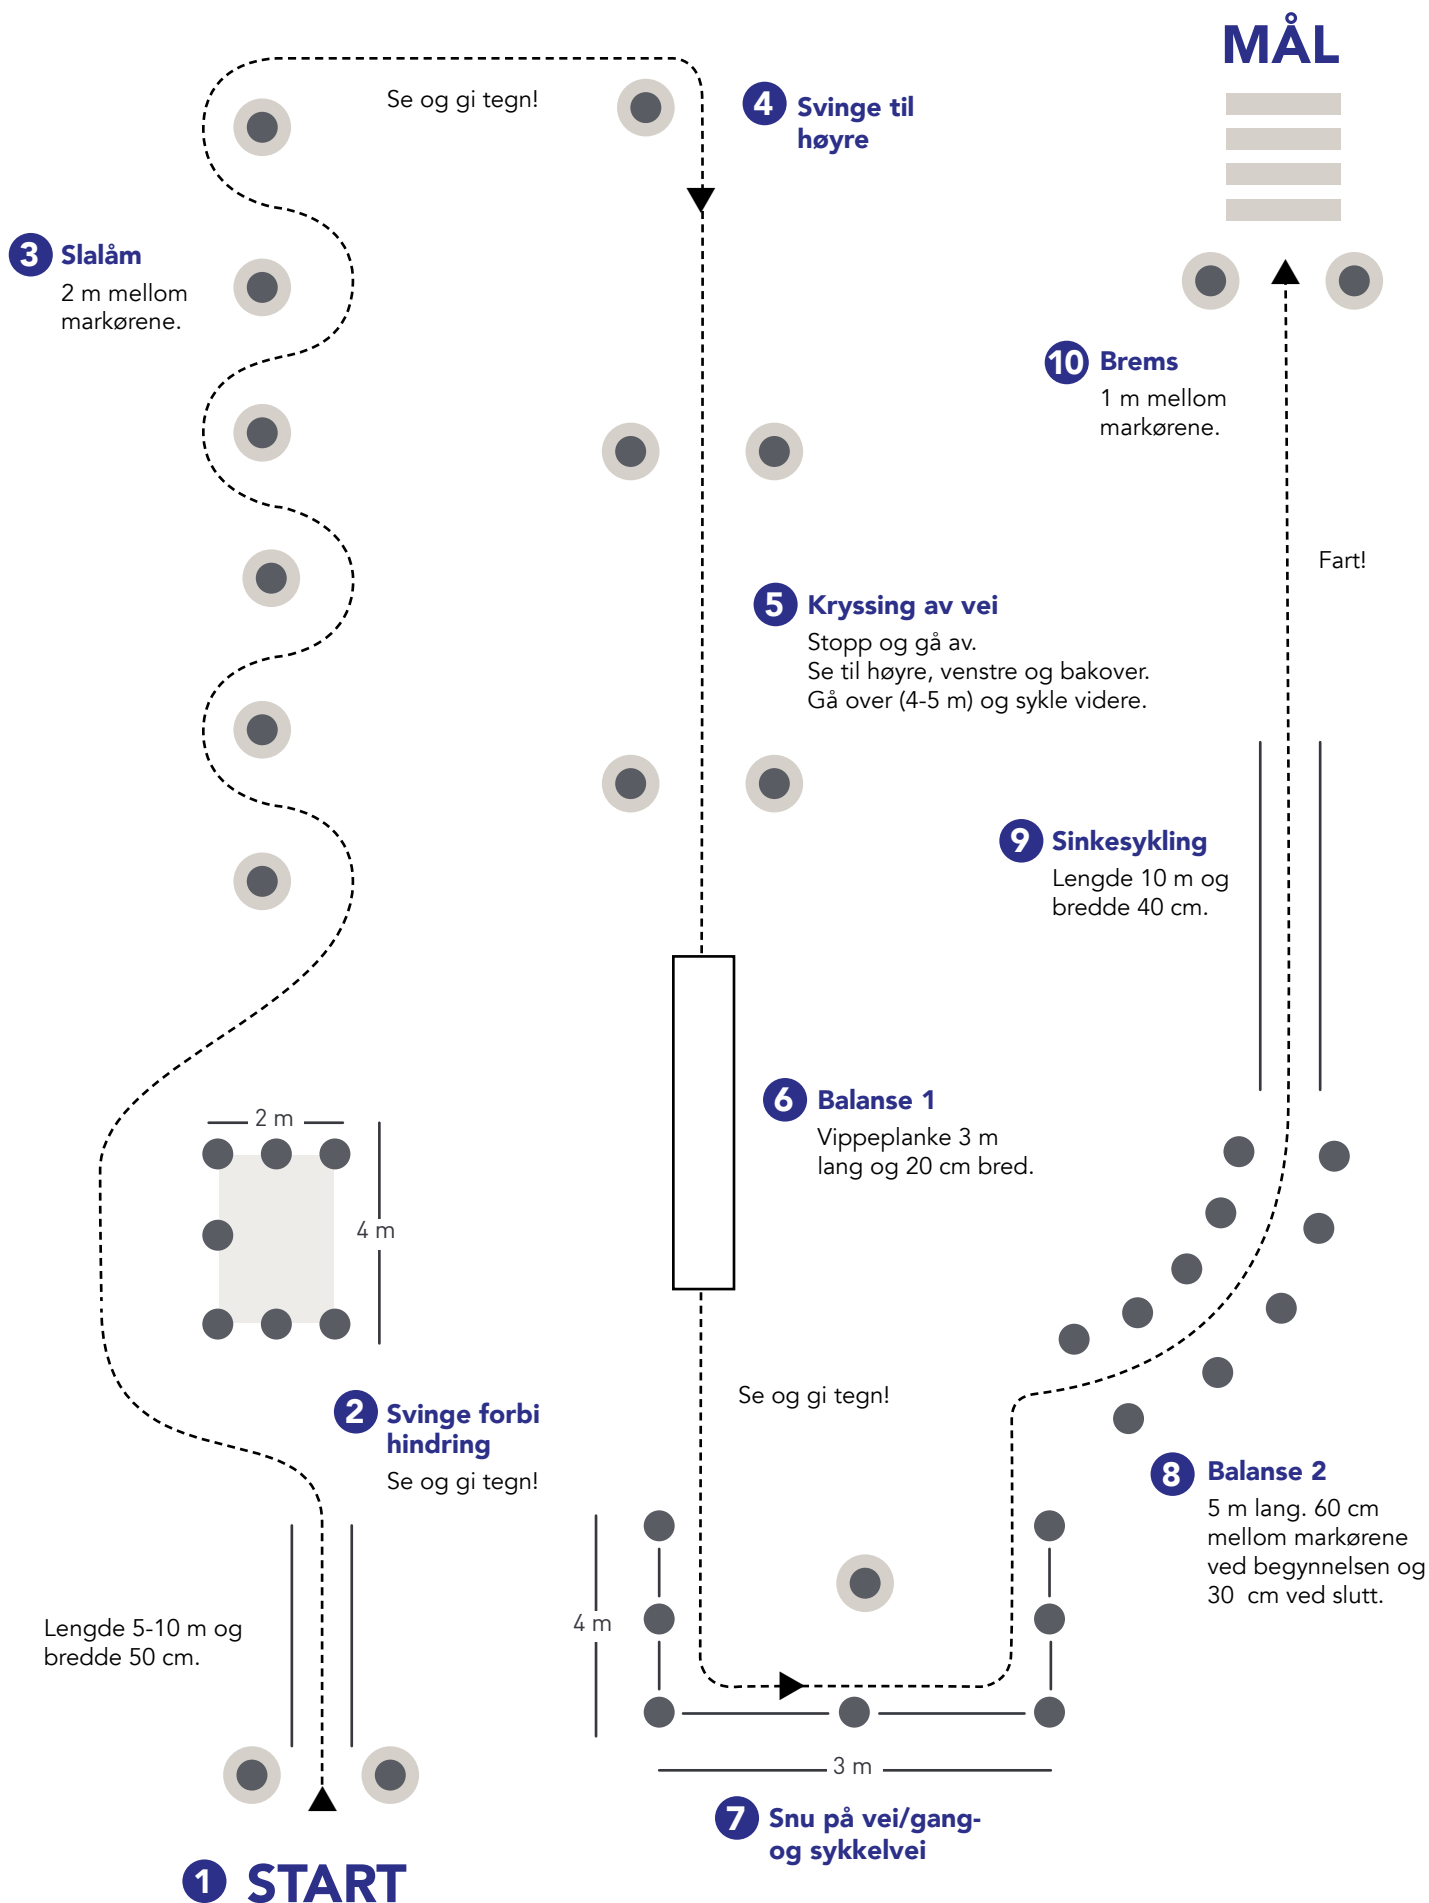 MÅL
Se og gi tegn!
4 Svinge til
høyre
3 Slalåm
2 m mellom
markørene.
10 Brems
1 m mellom
markørene.
Fart!
5 Kryssing av vei
Stopp og gå av.
Se til høyre, venstre og bakover.
Gå over (4-5 m) og sykle videre.
9 Sinkesykling
Lengde 10 m og
bredde 40 cm.
6 Balanse 1
Vippeplanke 3 m
lang og 20 cm bred.
2 m
4 m
2 Svinge forbi
hindring
Se og gi tegn!
Se og gi tegn!
8 Balanse 2
5 m lang. 60 cm
mellom markørene
ved begynnelsen og
30 cm ved slutt.
Lengde 5-10 m og
bredde 50 cm.
4 m
3 m
7 Snu på vei/gang-
og sykkelvei
1 START